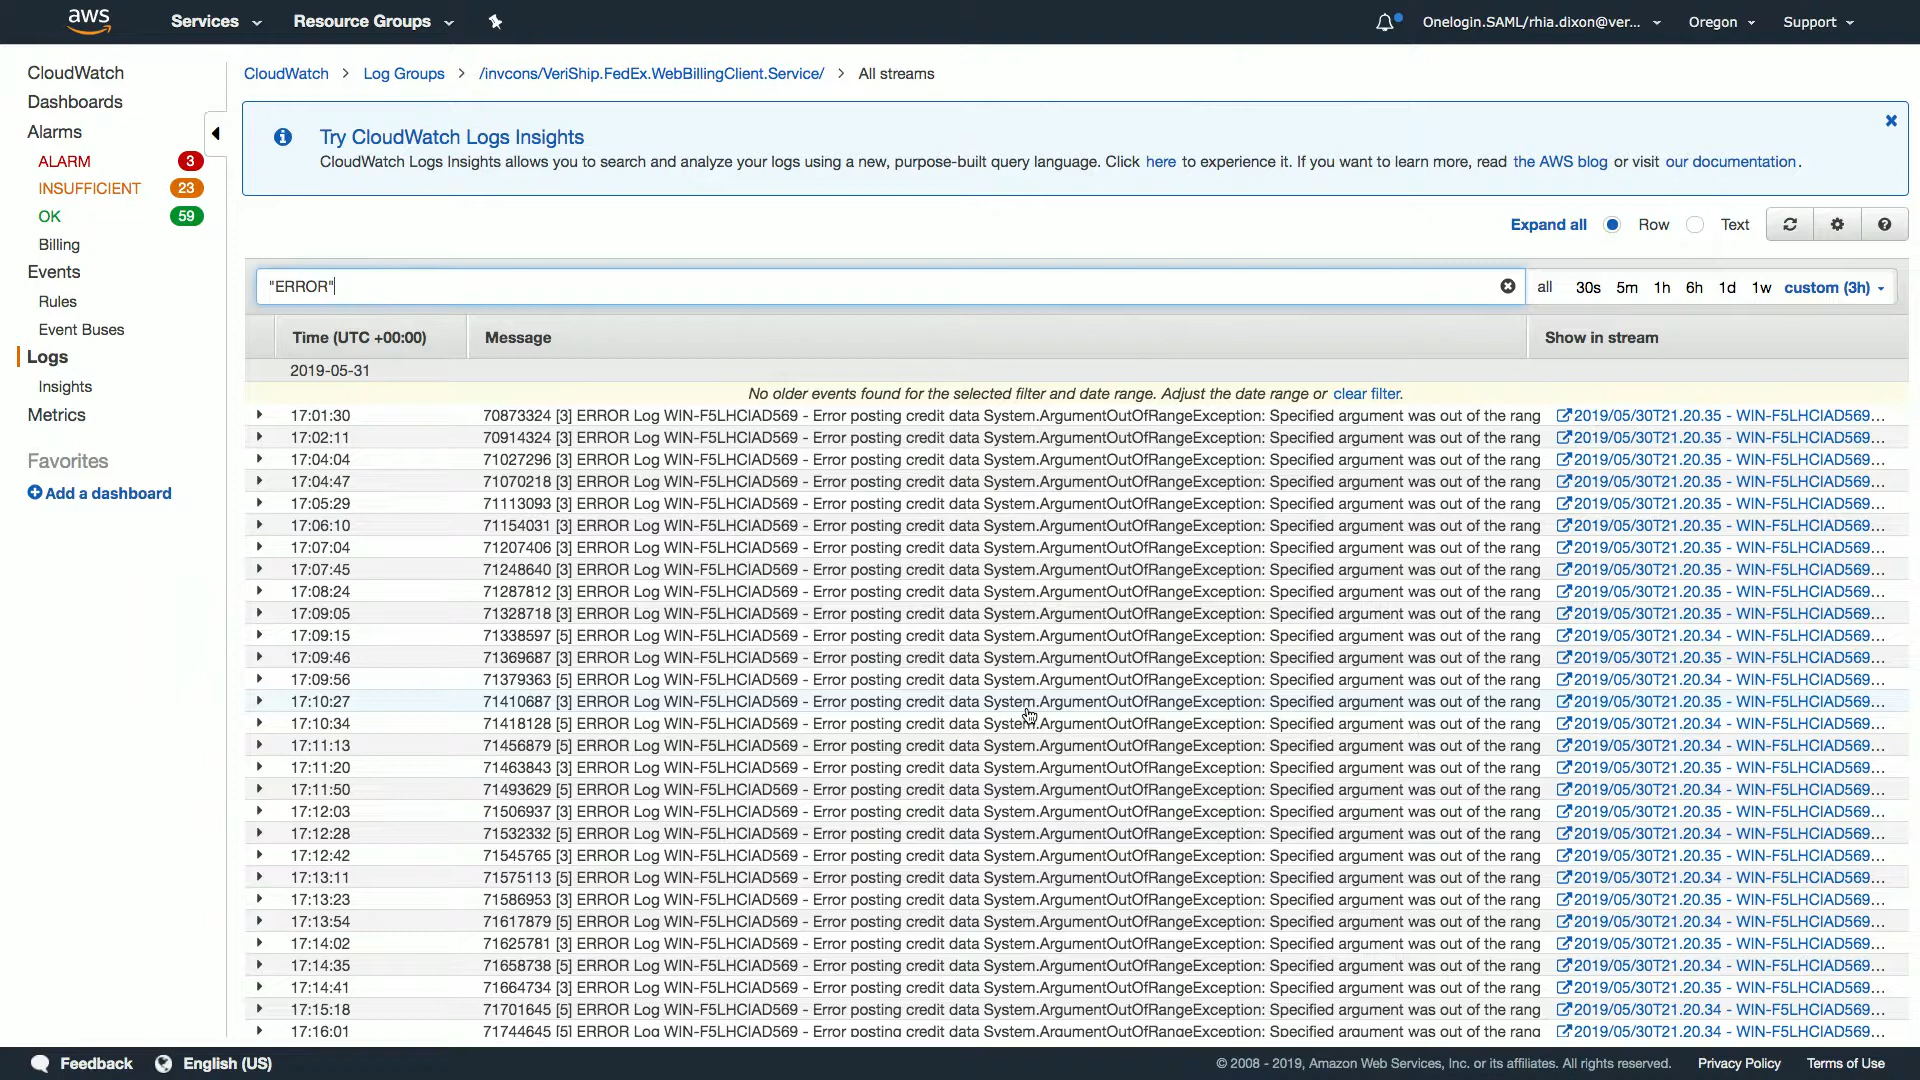 aws Services Resource Groups Onelogin.SAML/rhia.dixon@ver... Oregon Support
CloudWatch
Dashboards
Alarms
ALARM 3
INSUFFICIENT 23
OK 59
Billing
Events
Rules
Event Buses
Logs
Insights
Metrics
Favorites
Add a dashboard
CloudWatch > Log Groups > /invcons/VeriShip.FedEx.WebBillingClient.Service/ > All streams
Try CloudWatch Logs Insights
CloudWatch Logs Insights allows you to search and analyze your logs using a new, purpose-built query language. Click here to experience it. If you want to learn more, read the AWS blog or visit our documentation.
Expand all Row Text
"ERROR" all 30s 5m 1h 6h 1d 1w custom (3h)
Time (UTC +00:00) Message Show in stream
2019-05-31
No older events found for the selected filter and date range. Adjust the date range or clear filter.
17:01:30 70873324 [3] ERROR Log WIN-F5LHCIAD569 - Error posting credit data System.ArgumentOutOfRangeException: Specified argument was out of the rang 2019/05/30T21.20.35 - WIN-F5LHCIAD569...
17:02:11 70914324 [3] ERROR Log WIN-F5LHCIAD569 - Error posting credit data System.ArgumentOutOfRangeException: Specified argument was out of the rang 2019/05/30T21.20.35 - WIN-F5LHCIAD569...
17:04:04 71027296 [3] ERROR Log WIN-F5LHCIAD569 - Error posting credit data System.ArgumentOutOfRangeException: Specified argument was out of the rang 2019/05/30T21.20.35 - WIN-F5LHCIAD569...
17:04:47 71070218 [3] ERROR Log WIN-F5LHCIAD569 - Error posting credit data System.ArgumentOutOfRangeException: Specified argument was out of the rang 2019/05/30T21.20.35 - WIN-F5LHCIAD569...
17:05:29 71113093 [3] ERROR Log WIN-F5LHCIAD569 - Error posting credit data System.ArgumentOutOfRangeException: Specified argument was out of the rang 2019/05/30T21.20.35 - WIN-F5LHCIAD569...
17:06:10 71154031 [3] ERROR Log WIN-F5LHCIAD569 - Error posting credit data System.ArgumentOutOfRangeException: Specified argument was out of the rang 2019/05/30T21.20.35 - WIN-F5LHCIAD569...
17:07:04 71207406 [3] ERROR Log WIN-F5LHCIAD569 - Error posting credit data System.ArgumentOutOfRangeException: Specified argument was out of the rang 2019/05/30T21.20.35 - WIN-F5LHCIAD569...
17:07:45 71248640 [3] ERROR Log WIN-F5LHCIAD569 - Error posting credit data System.ArgumentOutOfRangeException: Specified argument was out of the rang 2019/05/30T21.20.35 - WIN-F5LHCIAD569...
17:08:24 71287812 [3] ERROR Log WIN-F5LHCIAD569 - Error posting credit data System.ArgumentOutOfRangeException: Specified argument was out of the rang 2019/05/30T21.20.35 - WIN-F5LHCIAD569...
17:09:05 71328718 [3] ERROR Log WIN-F5LHCIAD569 - Error posting credit data System.ArgumentOutOfRangeException: Specified argument was out of the rang 2019/05/30T21.20.35 - WIN-F5LHCIAD569...
17:09:15 71338597 [5] ERROR Log WIN-F5LHCIAD569 - Error posting credit data System.ArgumentOutOfRangeException: Specified argument was out of the rang 2019/05/30T21.20.34 - WIN-F5LHCIAD569...
17:09:46 71369687 [3] ERROR Log WIN-F5LHCIAD569 - Error posting credit data System.ArgumentOutOfRangeException: Specified argument was out of the rang 2019/05/30T21.20.35 - WIN-F5LHCIAD569...
17:09:56 71379363 [5] ERROR Log WIN-F5LHCIAD569 - Error posting credit data System.ArgumentOutOfRangeException: Specified argument was out of the rang 2019/05/30T21.20.34 - WIN-F5LHCIAD569...
17:10:27 71410687 [3] ERROR Log WIN-F5LHCIAD569 - Error posting credit data System.ArgumentOutOfRangeException: Specified argument was out of the rang 2019/05/30T21.20.35 - WIN-F5LHCIAD569...
17:10:34 71418128 [5] ERROR Log WIN-F5LHCIAD569 - Error posting credit data System.ArgumentOutOfRangeException: Specified argument was out of the rang 2019/05/30T21.20.34 - WIN-F5LHCIAD569...
17:11:13 71456879 [5] ERROR Log WIN-F5LHCIAD569 - Error posting credit data System.ArgumentOutOfRangeException: Specified argument was out of the rang 2019/05/30T21.20.34 - WIN-F5LHCIAD569...
17:11:20 71463843 [3] ERROR Log WIN-F5LHCIAD569 - Error posting credit data System.ArgumentOutOfRangeException: Specified argument was out of the rang 2019/05/30T21.20.35 - WIN-F5LHCIAD569...
17:11:50 71493629 [5] ERROR Log WIN-F5LHCIAD569 - Error posting credit data System.ArgumentOutOfRangeException: Specified argument was out of the rang 2019/05/30T21.20.34 - WIN-F5LHCIAD569...
17:12:03 71506937 [3] ERROR Log WIN-F5LHCIAD569 - Error posting credit data System.ArgumentOutOfRangeException: Specified argument was out of the rang 2019/05/30T21.20.35 - WIN-F5LHCIAD569...
17:12:28 71532332 [5] ERROR Log WIN-F5LHCIAD569 - Error posting credit data System.ArgumentOutOfRangeException: Specified argument was out of the rang 2019/05/30T21.20.34 - WIN-F5LHCIAD569...
17:12:42 71545765 [3] ERROR Log WIN-F5LHCIAD569 - Error posting credit data System.ArgumentOutOfRangeException: Specified argument was out of the rang 2019/05/30T21.20.35 - WIN-F5LHCIAD569...
17:13:11 71575113 [5] ERROR Log WIN-F5LHCIAD569 - Error posting credit data System.ArgumentOutOfRangeException: Specified argument was out of the rang 2019/05/30T21.20.34 - WIN-F5LHCIAD569...
17:13:23 71586953 [3] ERROR Log WIN-F5LHCIAD569 - Error posting credit data System.ArgumentOutOfRangeException: Specified argument was out of the rang 2019/05/30T21.20.35 - WIN-F5LHCIAD569...
17:13:54 71617879 [5] ERROR Log WIN-F5LHCIAD569 - Error posting credit data System.ArgumentOutOfRangeException: Specified argument was out of the rang 2019/05/30T21.20.34 - WIN-F5LHCIAD569...
17:14:02 71625781 [3] ERROR Log WIN-F5LHCIAD569 - Error posting credit data System.ArgumentOutOfRangeException: Specified argument was out of the rang 2019/05/30T21.20.35 - WIN-F5LHCIAD569...
17:14:35 71658738 [5] ERROR Log WIN-F5LHCIAD569 - Error posting credit data System.ArgumentOutOfRangeException: Specified argument was out of the rang 2019/05/30T21.20.34 - WIN-F5LHCIAD569...
17:14:41 71664734 [3] ERROR Log WIN-F5LHCIAD569 - Error posting credit data System.ArgumentOutOfRangeException: Specified argument was out of the rang 2019/05/30T21.20.35 - WIN-F5LHCIAD569...
17:15:18 71701645 [5] ERROR Log WIN-F5LHCIAD569 - Error posting credit data System.ArgumentOutOfRangeException: Specified argument was out of the rang 2019/05/30T21.20.34 - WIN-F5LHCIAD569...
17:16:01 71744645 [5] ERROR Log WIN-F5LHCIAD569 - Error posting credit data System.ArgumentOutOfRangeException: Specified argument was out of the rang 2019/05/30T21.20.34 - WIN-F5LHCIAD569...
Feedback English (US) © 2008 - 2019, Amazon Web Services, Inc. or its affiliates. All rights reserved. Privacy Policy Terms of Use